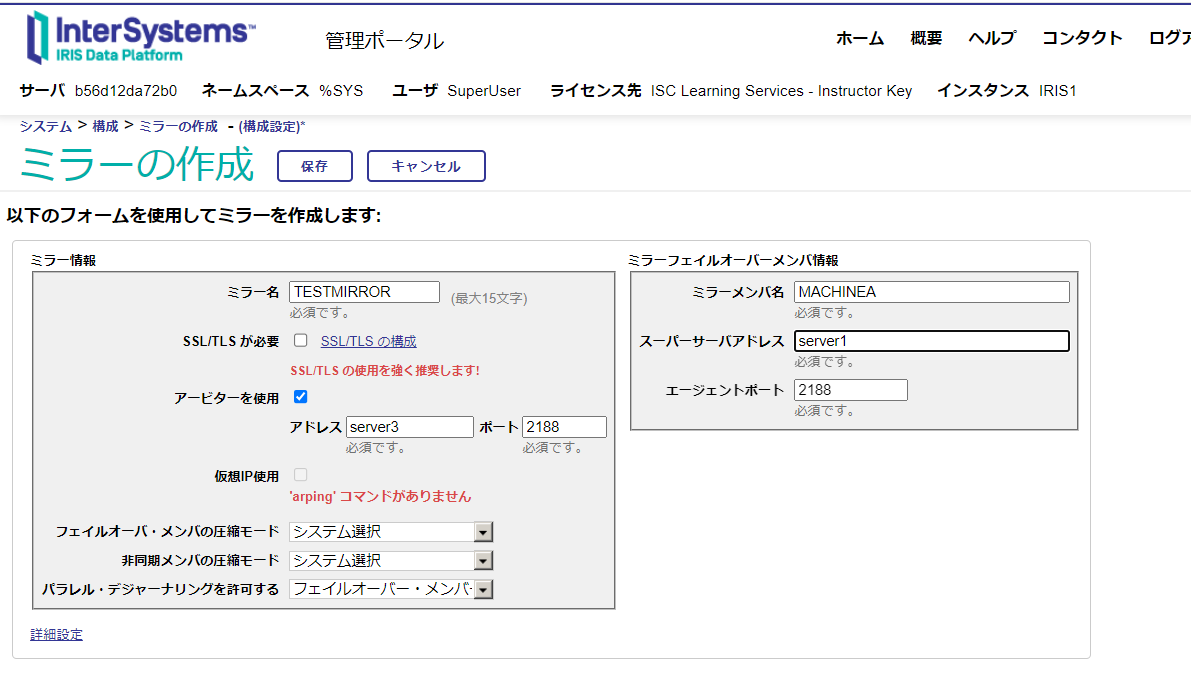 InterSystems™
IRIS Data Platform
管理ポータル
ホーム 概要 ヘルプ コンタクト ログア
サーバ b56d12da72b0 ネームスペース %SYS ユーザ SuperUser ライセンス先 ISC Learning Services - Instructor Key インスタンス IRIS1
システム > 構成 > ミラーの作成 - (構成設定)*
ミラーの作成 保存 キャンセル
以下のフォームを使用してミラーを作成します:
ミラー情報
ミラー名 TESTMIRROR (最大15文字)
必須です。
SSL/TLS が必要 SSL/TLS の構成
SSL/TLS の使用を強く推奨します!
アービターを使用
アドレス server3 ポート 2188
必須です。 必須です。
仮想IP使用
'arping' コマンドがありません
フェイルオーバ・メンバの圧縮モード システム選択
非同期メンバの圧縮モード システム選択
パラレル・デジャーナリングを許可する フェイルオーバー・メンバ-
詳細設定
ミラーフェイルオーバーメンバ情報
ミラーメンバ名 MACHINEA
必須です。
スーパーサーバアドレス server1
必須です。
エージェントポート 2188
必須です。